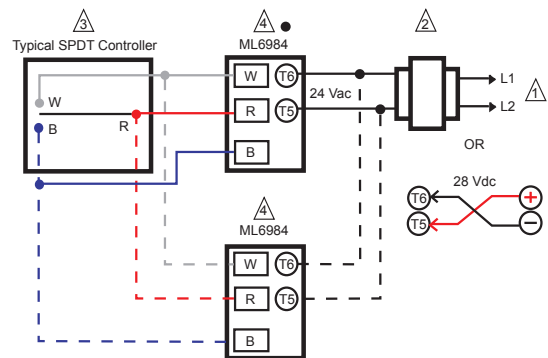 3
4
2
Typical SPDT Controller
ML6984
W
T6
L1
W
24 Vac
1
R
T5
L2
B
R
OR
B
28 Vdc
T6
+
4
T5
−
ML6984
W
T6
R
T5
B